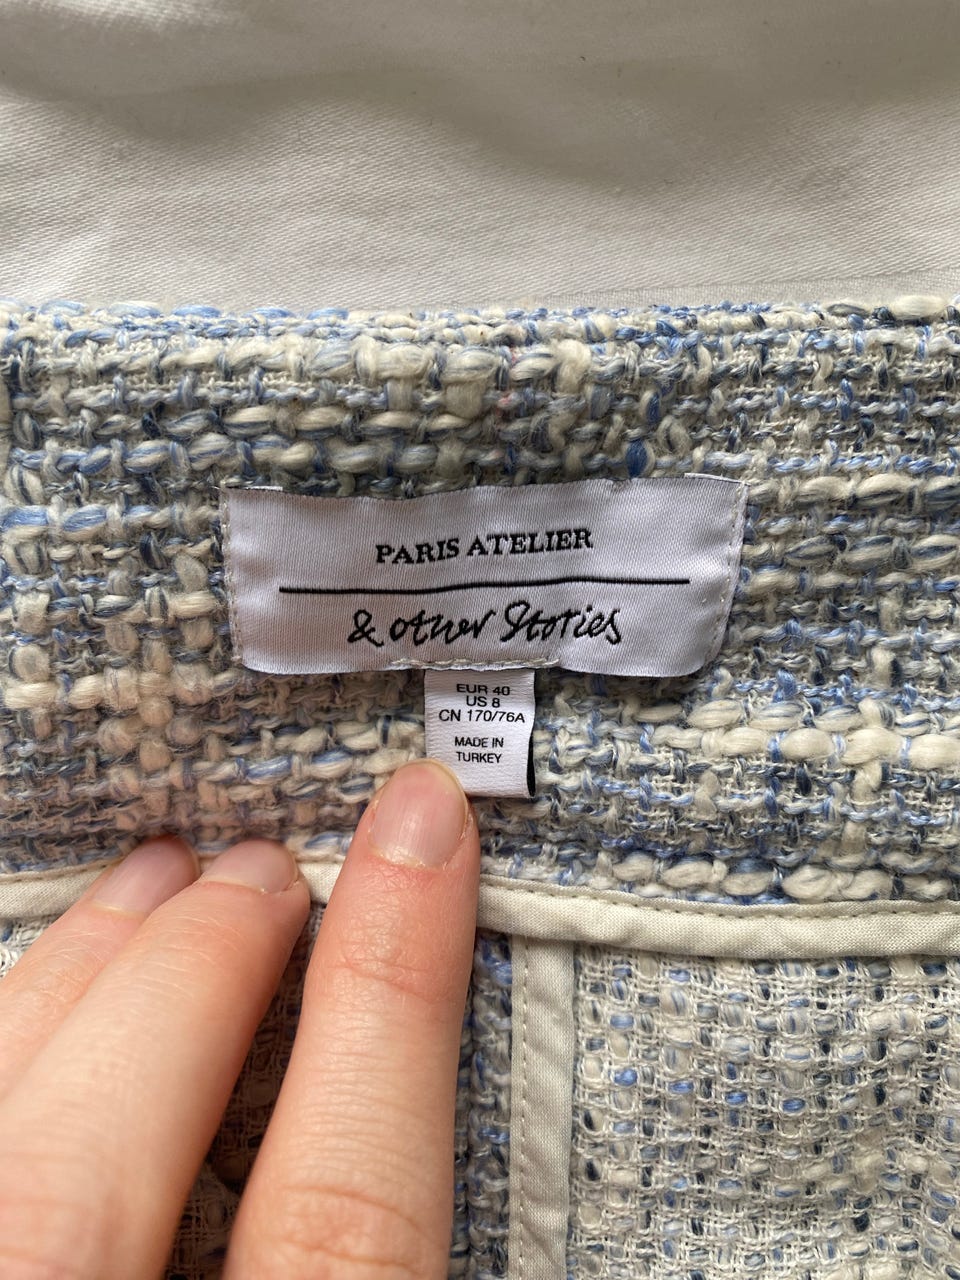 PARIS ATELIER
& other Stories
EUR 40
US 8
CN 170/76A
MADE IN
TURKEY